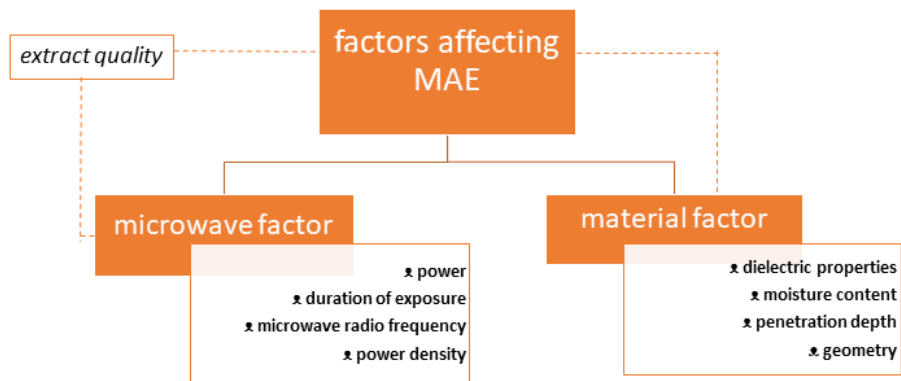 factors affecting
MAE
extract quality
microwave factor
power
duration of exposure
microwave radio frequency
power density
material factor
dielectric properties
moisture content
penetration depth
geometry